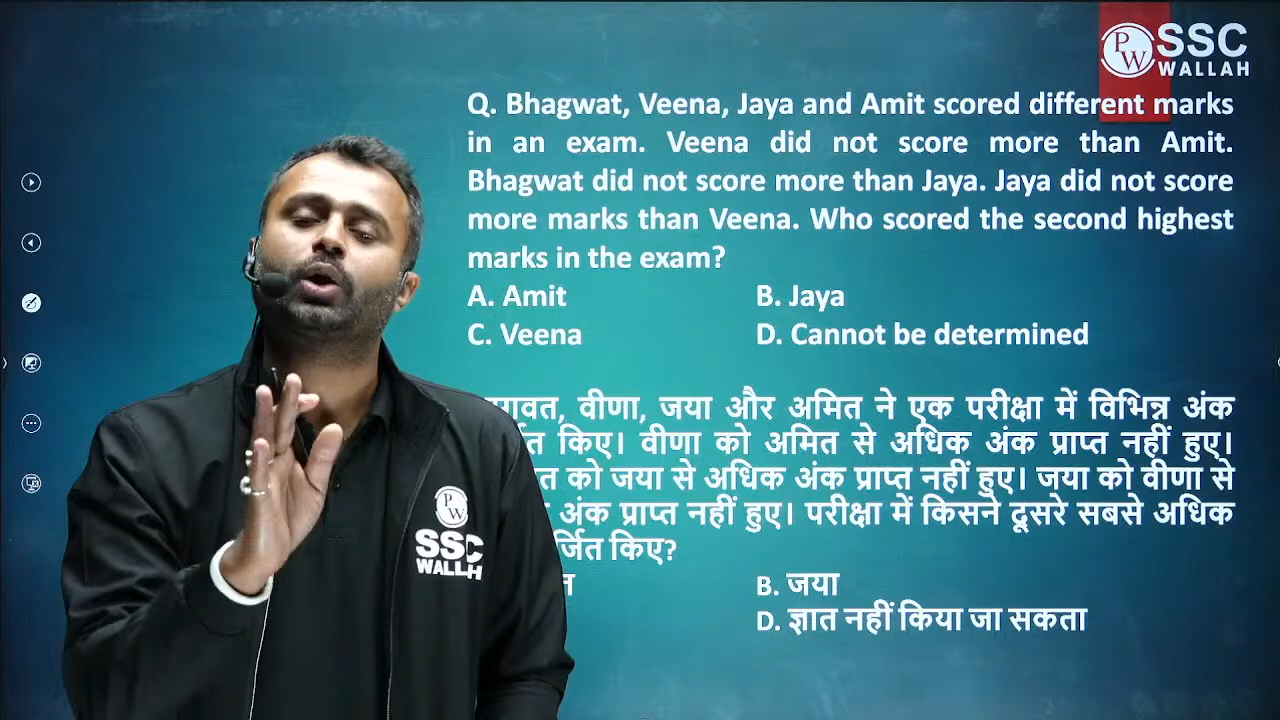 PW SSC
WALLAH
Q. Bhagwat, Veena, Jaya and Amit scored different marks
in an exam. Veena did not score more than Amit.
Bhagwat did not score more than Jaya. Jaya did not score
more marks than Veena. Who scored the second highest
marks in the exam?
A. Amit B. Jaya
C. Veena D. Cannot be determined
वीणा, जया और अमित ने एक परीक्षा में विभिन्न अंक
किए। वीणा को अमित से अधिक अंक प्राप्त नहीं हुए।
को जया से अधिक अंक प्राप्त नहीं हुए। जया को वीणा से
अंक प्राप्त नहीं हुए। परीक्षा में किसने दूसरे सबसे अधिक
किए?
B. जया
D. ज्ञात नहीं किया जा सकता
PW
SSC
WALLAH